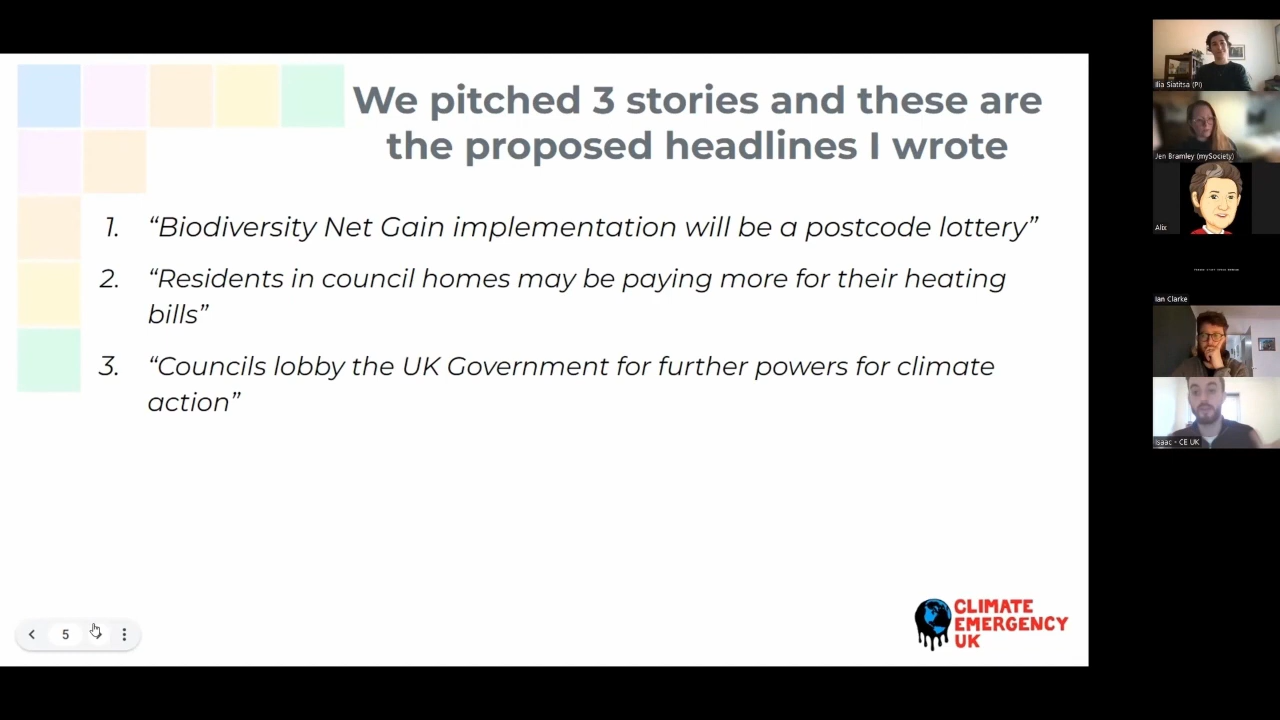 We pitched 3 stories and these are
the proposed headlines I wrote
1. “Biodiversity Net Gain implementation will be a postcode lottery”
2. “Residents in council homes may be paying more for their heating
bills”
3. “Councils lobby the UK Government for further powers for climate
action”
5
CLIMATE
EMERGENCY
UK
Ilia Siatitsa (PI)
Jen Bramley (mySociety)
Alix
Ian Clarke
Isaac - CE UK